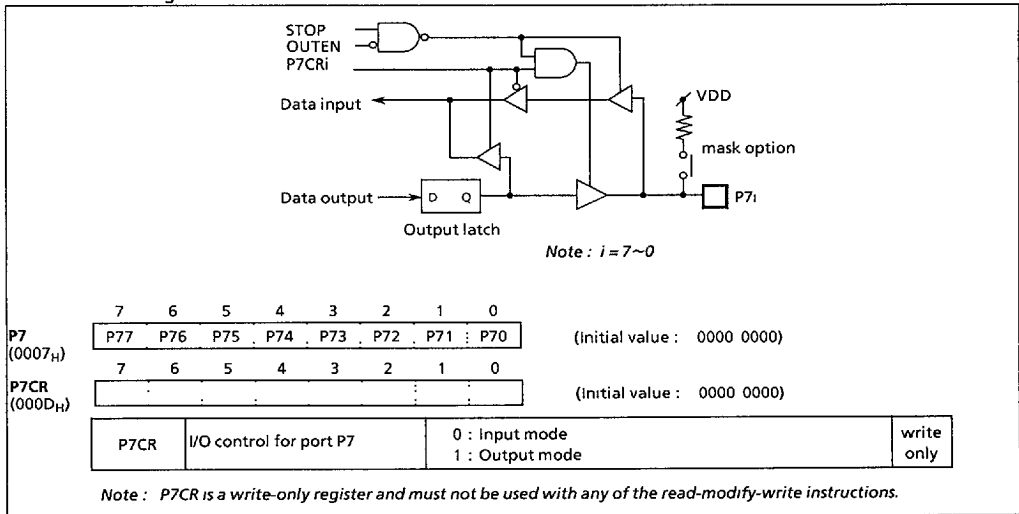 STOP
OUTEN
P7CRi
Data input
VDD
mask option
Data output
D Q
P7i
Output latch
Note : i = 7~0
7 6 5 4 3 2 1 0
P7 P77 P76 P75 P74 P73 P72 P71 P70 (Initial value : 0000 0000)
(0007H)
7 6 5 4 3 2 1 0
P7CR (Initial value : 0000 0000)
(000DH)
P7CR I/O control for port P7 0 : Input mode write
1 : Output mode only
Note : P7CR is a write-only register and must not be used with any of the read-modify-write instructions.